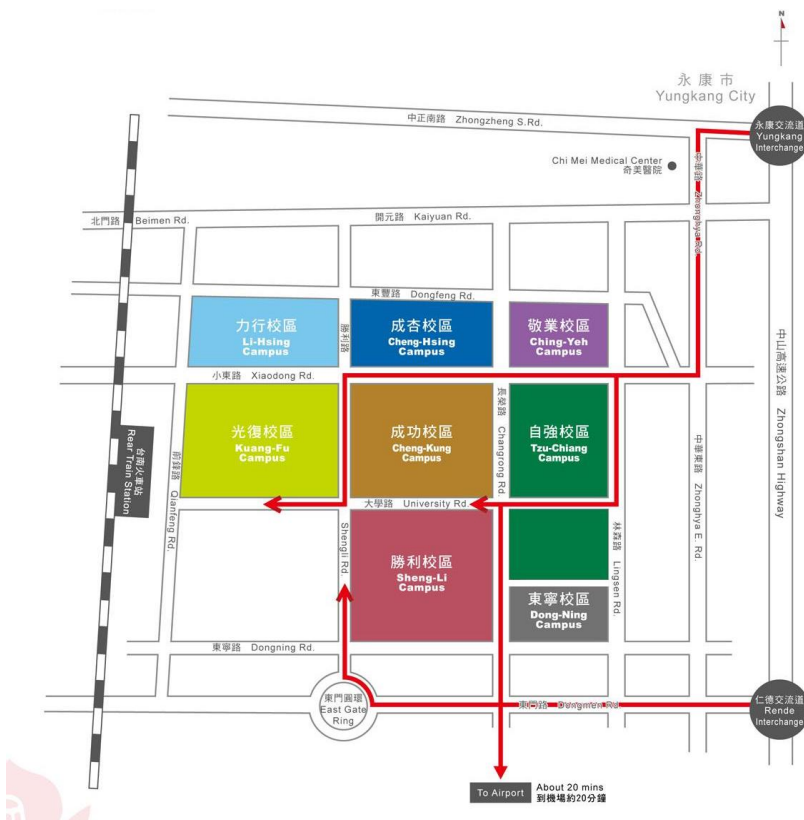 N
永康市
Yungkang City
永康交流道
Yungkang
Interchange
中正南路 Zhongzheng S.Rd.
Chi Mei Medical Center
奇美醫院
中華路 Zhonghya Rd.
北門路 Beimen Rd.
開元路 Kaiyuan Rd.
東豐路 Dongfeng Rd.
力行校區
Li-Hsing
Campus
勝利路
成杏校區
Cheng-Hsing
Campus
敬業校區
Ching-Yeh
Campus
小東路 Xiaodong Rd.
中山高速公路 Zhongshan Highway
光復校區
Kuang-Fu
Campus
成功校區
Cheng-Kung
Campus
長榮路 Changrong Rd.
自強校區
Tzu-Chiang
Campus
台南火車站
Rear Train Station
前鋒路 Qianfeng Rd.
中華東路 Zhonghya E. Rd.
大學路 University Rd.
Shengli Rd.
勝利校區
Sheng-Li
Campus
林森路 Lingsen Rd.
東寧校區
Dong-Ning
Campus
東寧路 Dongning Rd.
東門圓環
East Gate
Ring
東門路 Dongmen Rd
仁德交流道
Rende
Interchange
To Airport
About 20 mins
到機場約20分鐘